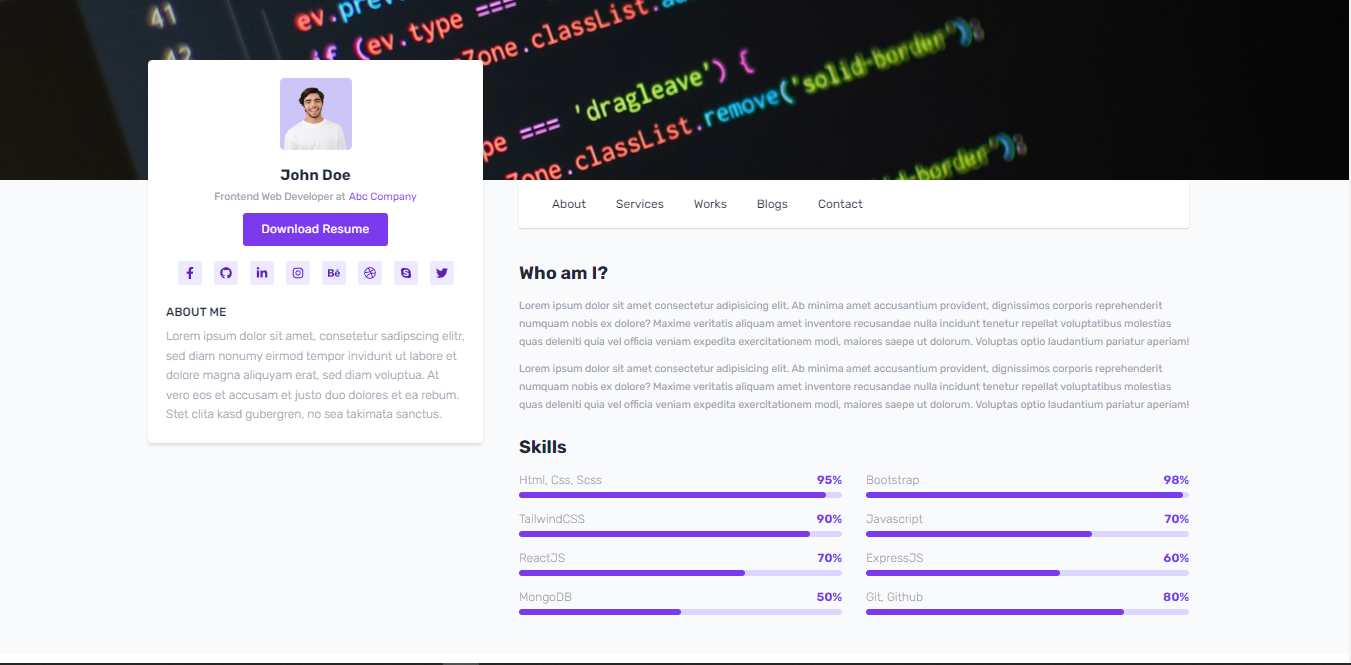 41
ev.prev
42
if (ev.type ===
Zone.classList.
pe === 'dragleave') {
Zone.classList.remove('solid-border');
-border');
John Doe
Frontend Web Developer at Abc Company
Download Resume
Bē
ABOUT ME
Lorem ipsum dolor sit amet, consetetur sadipscing elitr,
sed diam nonumy eirmod tempor invidunt ut labore et
dolore magna aliquyam erat, sed diam voluptua. At
vero eos et accusam et justo duo dolores et ea rebum.
Stet clita kasd gubergren, no sea takimata sanctus.
About Services Works Blogs Contact
Who am I?
Lorem ipsum dolor sit amet consectetur adipisicing elit. Ab minima amet accusantium provident, dignissimos corporis reprehenderit
numquam nobis ex dolore? Maxime veritatis aliquam amet inventore recusandae nulla incidunt tenetur repellat voluptatibus molestias
quas deleniti quia vel officia veniam expedita exercitationem modi, maiores saepe ut dolorum. Voluptas optio laudantium pariatur aperiam!
Lorem ipsum dolor sit amet consectetur adipisicing elit. Ab minima amet accusantium provident, dignissimos corporis reprehenderit
numquam nobis ex dolore? Maxime veritatis aliquam amet inventore recusandae nulla incidunt tenetur repellat voluptatibus molestias
quas deleniti quia vel officia veniam expedita exercitationem modi, maiores saepe ut dolorum. Voluptas optio laudantium pariatur aperiam!
Skills
Html, Css, Scss 95%
Bootstrap 98%
TailwindCSS 90%
Javascript 70%
ReactJS 70%
ExpressJS 60%
MongoDB 50%
Git, Github 80%